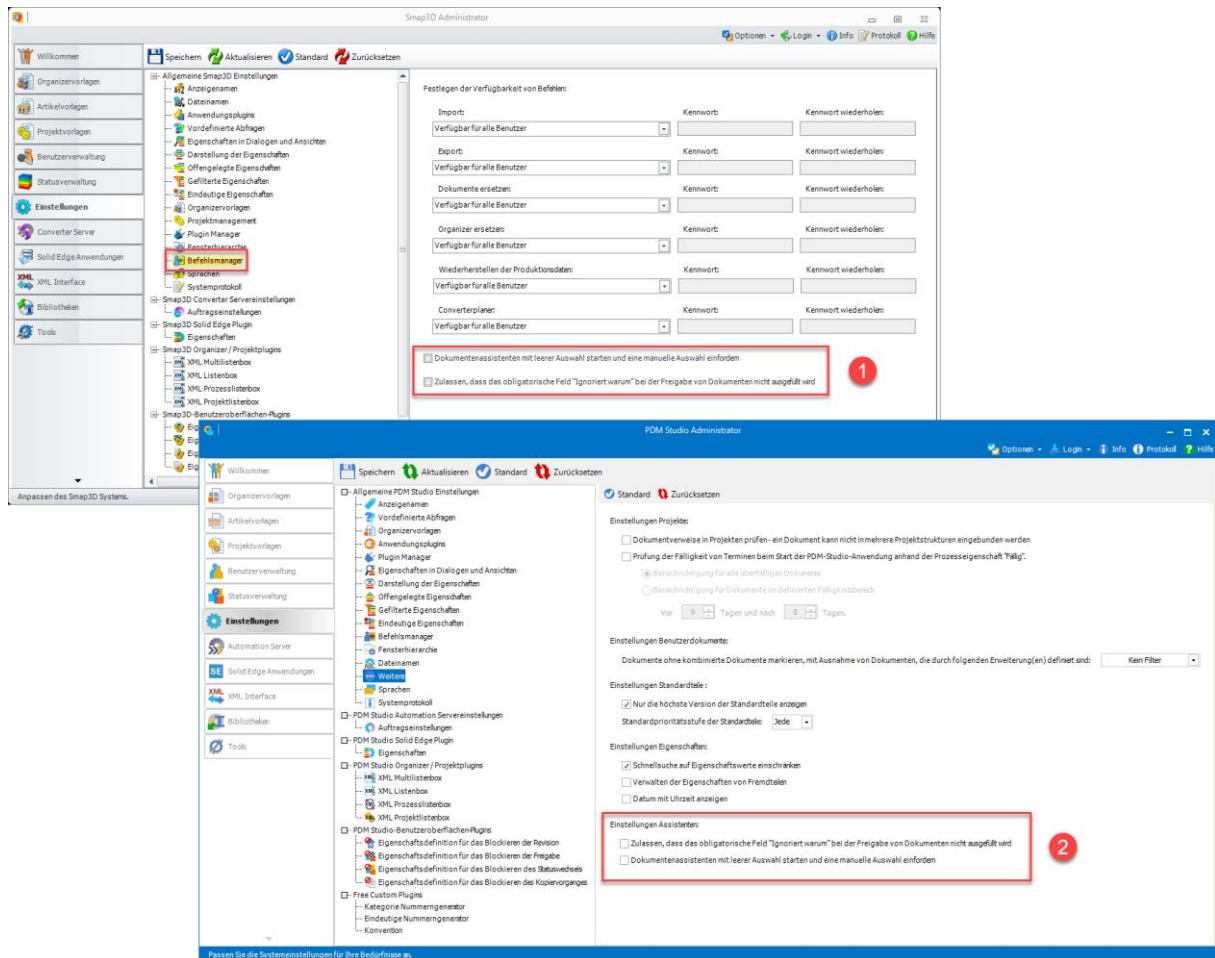 Smap3D Administrator
Optionen Login Info Protokoll Hilfe
Speichern Aktualisieren Standard Zurücksetzen
Willkommen
Organizervorlagen
Artikelvorlagen
Projektvorlagen
Benutzerverwaltung
Statusverwaltung
Einstellungen
Converter Server
Solid Edge Anwendungen
XML XML Interface
Bibliotheken
Tools
Allgemeine Smap3D Einstellungen
Anzeigenamen
Dateinamen
Anwendungsplugins
Vordefinierte Abfragen
Eigenschaften in Dialogen und Ansichten
Darstellung der Eigenschaften
Offengelegte Eigenschaften
Gefilterte Eigenschaften
Eindeutige Eigenschaften
Organizervorlagen
Projektmanagement
Plugin Manager
Fensterhierarchie
Befehlsmanager
Sprachen
Systemprotokoll
Smap3D Converter Servereinstellungen
Auftragseinstellungen
Smap3D Solid Edge Plugin
Eigenschaften
Smap3D Organizer / Projektplugins
XML Multilistenbox
XML Listenbox
XML Prozesslistenbox
XML Projektlistenbox
Smap3D-Benutzeroberflächen-Plugins
Eig
Eig
Eig
Eig
Festlegen der Verfügbarkeit von Befehlen:
Import: Kennwort: Kennwort wiederholen:
Verfügbar für alle Benutzer
Export: Kennwort: Kennwort wiederholen:
Verfügbar für alle Benutzer
Dokumente ersetzen: Kennwort: Kennwort wiederholen:
Verfügbar für alle Benutzer
Organizer ersetzen: Kennwort: Kennwort wiederholen:
Verfügbar für alle Benutzer
Wiederherstellen der Produktionsdaten: Kennwort: Kennwort wiederholen:
Verfügbar für alle Benutzer
Converterplaner: Kennwort: Kennwort wiederholen:
Verfügbar für alle Benutzer
Dokumentenassistenten mit leerer Auswahl starten und eine manuelle Auswahl einfordern
Zulassen, dass das obligatorische Feld "Ignoriert warum" bei der Freigabe von Dokumenten nicht ausgefüllt wird
1
Anpassen des Smap3D Systems.
PDM Studio Administrator
Optionen Login Info Protokoll Hilfe
Speichern Aktualisieren Standard Zurücksetzen
Willkommen
Organizervorlagen
Artikelvorlagen
Projektvorlagen
Benutzerverwaltung
Statusverwaltung
Einstellungen
Automation Server
SE Solid Edge Anwendungen
XML XML Interface
Bibliotheken
Tools
Allgemeine PDM Studio Einstellungen
Anzeigenamen
Vordefinierte Abfragen
Organizervorlagen
Anwendungsplugins
Plugin Manager
Eigenschaften in Dialogen und Ansichten
Darstellung der Eigenschaften
Offengelegte Eigenschaften
Gefilterte Eigenschaften
Eindeutige Eigenschaften
Befehlsmanager
Fensterhierarchie
Dateinamen
Weitere
Sprachen
Systemprotokoll
PDM Studio Automation Servereinstellungen
Auftragseinstellungen
PDM Studio Solid Edge Plugin
Eigenschaften
PDM Studio Organizer / Projektplugins
XML Multilistenbox
XML Listenbox
XML Prozesslistenbox
XML Projektlistenbox
PDM Studio-Benutzeroberflächen-Plugins
Eigenschaftsdefinition für das Blockieren der Revision
Eigenschaftsdefinition für das Blockieren der Freigabe
Eigenschaftsdefinition für das Blockieren des Statuswechsels
Eigenschaftsdefinition für das Blockieren des Kopiervorganges
Free Custom Plugins
Kategorie Nummerngenerator
Eindeutige Nummerngenerator
Konvention
Standard Zurücksetzen
Einstellungen Projekte:
Dokumentverweise in Projekten prüfen - ein Dokument kann nicht in mehrere Projektstrukturen eingebunden werden
Prüfung der Fälligkeit von Terminen beim Start der PDM-Studio-Anwendung anhand der Prozesseigenschaft "Fällig".
Benachrichtigung für alle überfälligen Dokumente
Benachrichtigung für Dokumente im definierten Fälligkeitsbereich
Vor 0 Tagen und nach 0 Tagen.
Einstellungen Benutzerdokumente:
Dokumente ohne kombinierte Dokumente markieren, mit Ausnahme von Dokumenten, die durch folgenden Erweiterung(en) definiert sind: Kein Filter
Einstellungen Standardteile :
Nur die höchste Version der Standardteile anzeigen
Standardprioritätsstufe der Standardteile: Jede
Einstellungen Eigenschaften:
Schnellsuche auf Eigenschaftswerte einschränken
Verwalten der Eigenschaften von Fremdteilen
Datum mit Uhrzeit anzeigen
Einstellungen Assistenten:
Zulassen, dass das obligatorische Feld "Ignoriert warum" bei der Freigabe von Dokumenten nicht ausgefüllt wird
Dokumentenassistenten mit leerer Auswahl starten und eine manuelle Auswahl einfordern
2
Passen Sie die Systemeinstellungen für Ihre Bedürfnisse an.